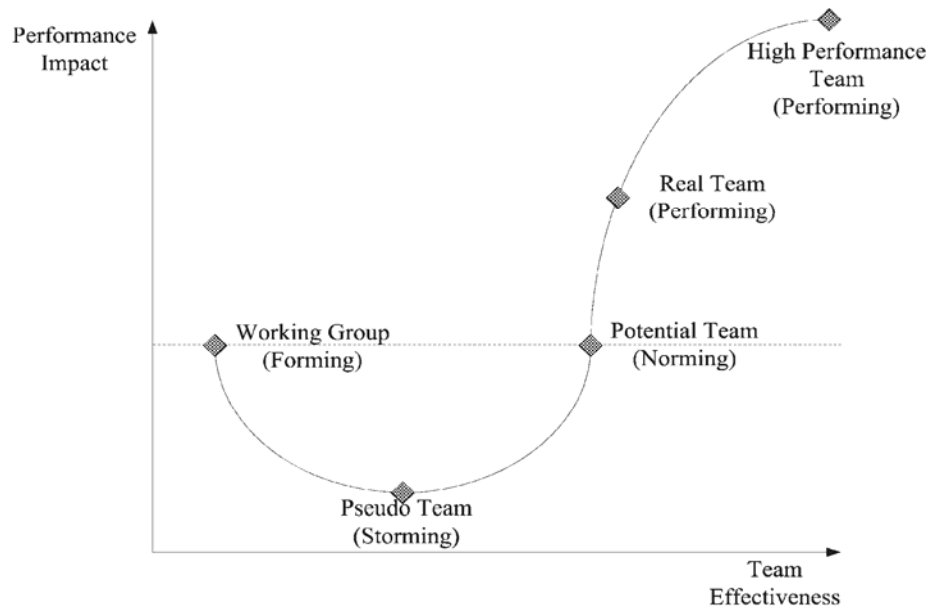 Performance
Impact
High Performance
Team
(Performing)
Real Team
(Performing)
Working Group
(Forming)
Potential Team
(Norming)
Pseudo Team
(Storming)
Team
Effectiveness